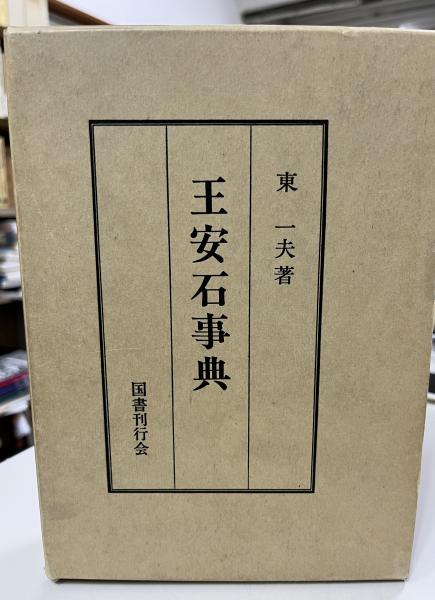 東 一夫著
王安石事典
国書刊行会